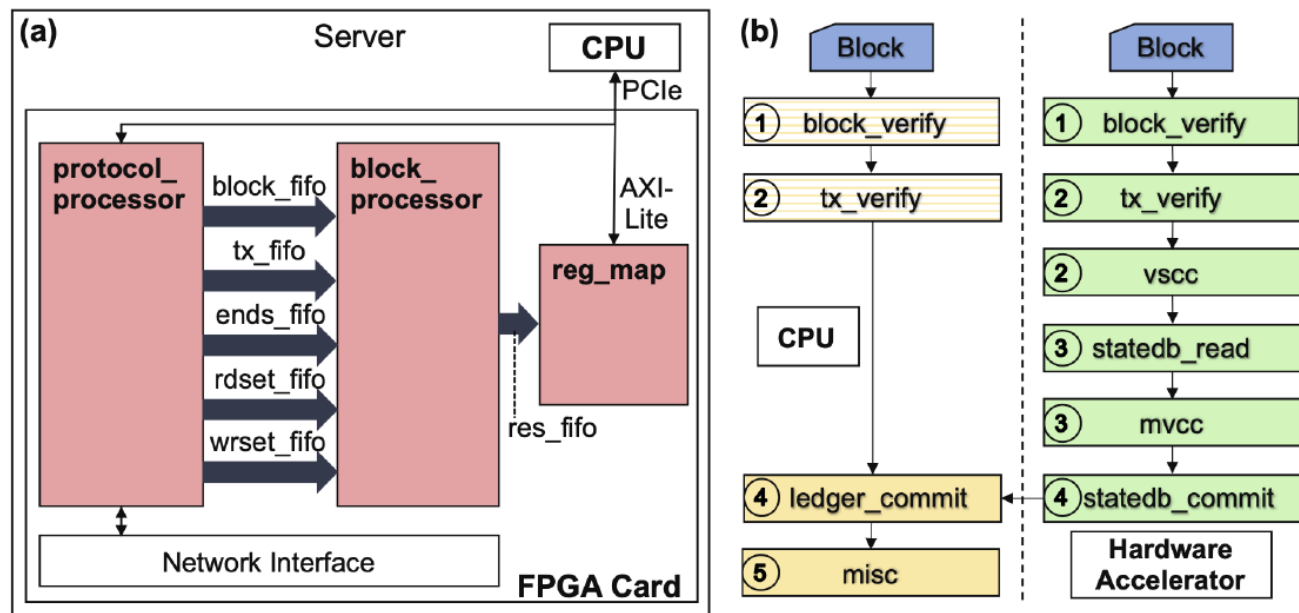 (a)
Server
CPU
PCIe
protocol_
processor
block_fifo
tx_fifo
ends_fifo
rdset_fifo
wrset_fifo
block_
processor
AXI-
Lite
reg_map
res_fifo
Network Interface
FPGA Card
(b)
Block
1 block_verify
2 tx_verify
CPU
4 ledger_commit
5 misc
Block
1 block_verify
2 tx_verify
2 vscc
3 statedb_read
3 mvcc
4 statedb_commit
Hardware
Accelerator